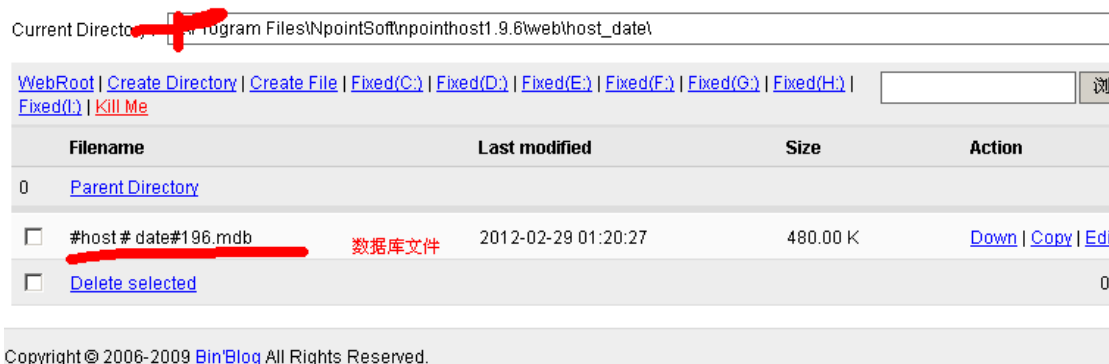 Current Directory :\Program Files\NpointSoft\npointhost1.9.6\web\host_date\
WebRoot | Create Directory | Create File | Fixed(C:) | Fixed(D:) | Fixed(E:) | Fixed(F:) | Fixed(G:) | Fixed(H:) | 浏
Fixed(I:) | Kill Me
Filename Last modified Size Action
0 Parent Directory
#host # date#196.mdb 数据库文件 2012-02-29 01:20:27 480.00 K Down | Copy | Edi
Delete selected 0
Copyright © 2006-2009 Bin'Blog All Rights Reserved.